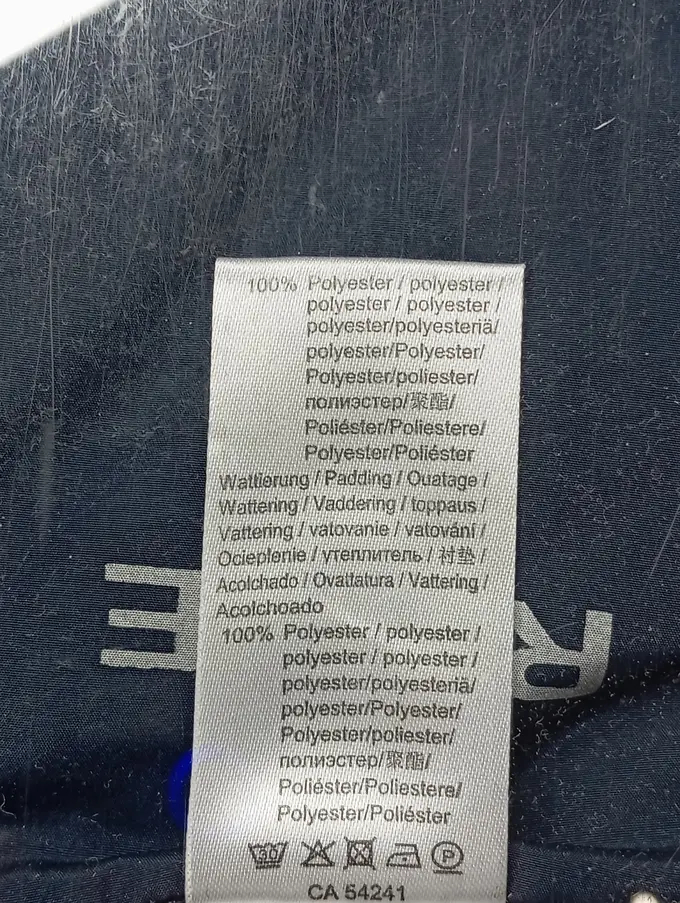 100% Polyester / polyester /
polyester / polyester /
polyester/polyesteriä/
polyester/Polyester/
Polyester/poliester/
полиэстер/聚酯/
Poliéster/Poliestere/
Polyester/Poliéster
Wattierung / Padding / Ouatage /
Wattering / Vaddering / toppaus /
Vattering / vatovanie / vatování /
Ocieplenie / утеплитель / 衬垫 /
Acolchado / Ovattatura / Vattering /
Acolchoado
100% Polyester / polyester /
polyester / polyester /
polyester/polyesteriä/
polyester/Polyester/
Polyester/poliester/
полиэстер/聚酯/
Poliéster/Poliestere/
Polyester/Poliéster
30 P
CA 54241